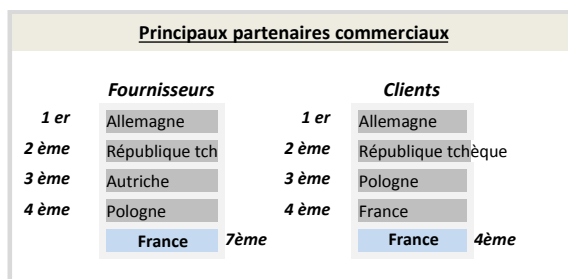 Principaux partenaires commerciaux
Fournisseurs Clients
1 er Allemagne 1 er Allemagne
2 ème République tch 2 ème République tchèque
3 ème Autriche 3 ème Pologne
4 ème Pologne 4 ème France
France 7ème France 4ème